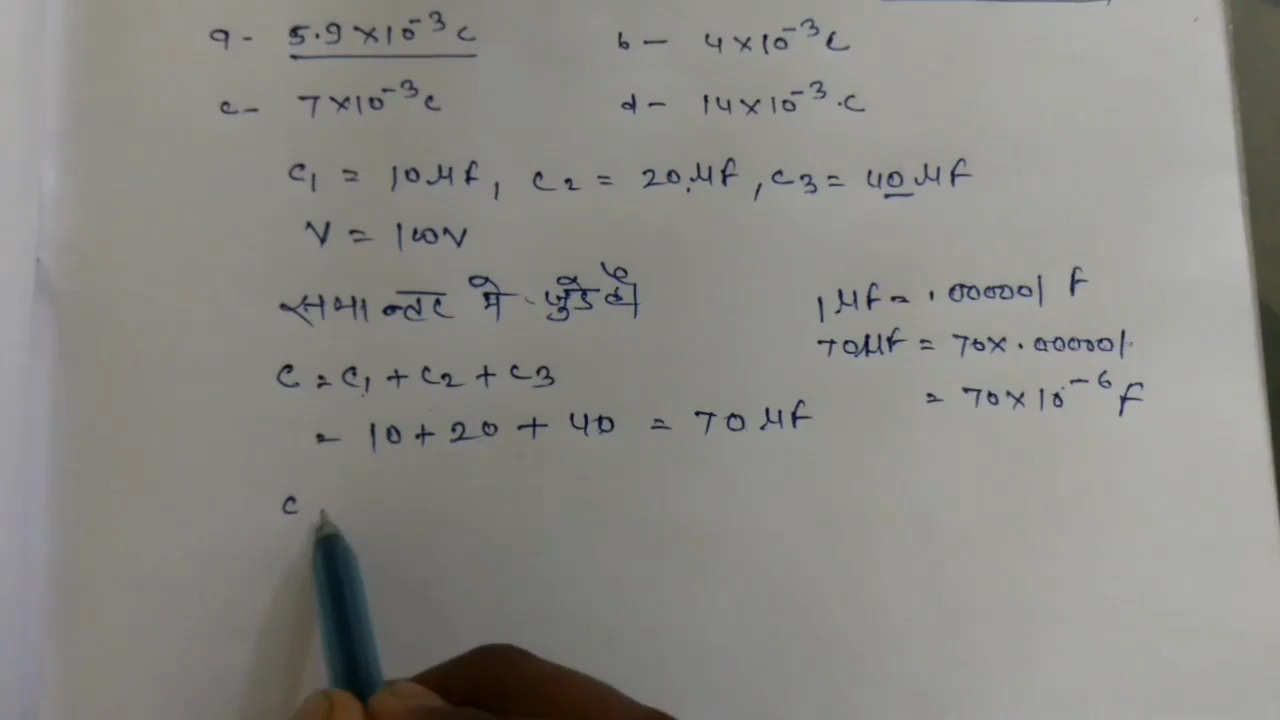 a- 5.9×10⁻³c b- 4×10⁻³c
c- 7×10⁻³c d- 14×10⁻³.c
c₁ = 10μf, c₂ = 20μf, c₃ = 40μf
V = 100V
समान्तर में जुड़े हो 1μf = .000001 F
70μf = 70×.000001
c = c₁ + c₂ + c₃ = 70×10⁻⁶ F
= 10 + 20 + 40 = 70μf
c